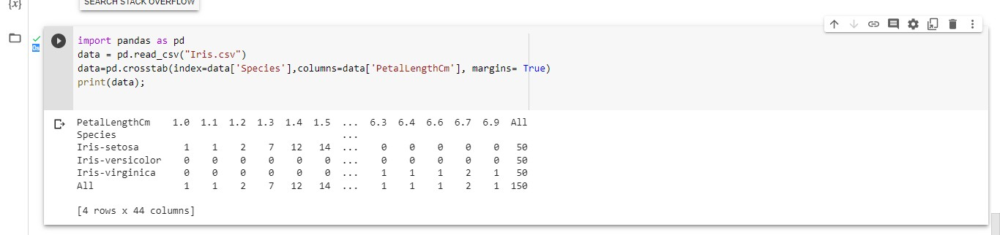 {x}
SEARCH STACK OVERFLOW
0s
import pandas as pd
data = pd.read_csv("Iris.csv")
data=pd.crosstab(index=data['Species'],columns=data['PetalLengthCm'], margins= True)
print(data);
PetalLengthCm 1.0 1.1 1.2 1.3 1.4 1.5 ... 6.3 6.4 6.6 6.7 6.9 All
Species ...
Iris-setosa 1 1 2 7 12 14 ... 0 0 0 0 0 50
Iris-versicolor 0 0 0 0 0 0 ... 0 0 0 0 0 50
Iris-virginica 0 0 0 0 0 0 ... 1 1 1 2 1 50
All 1 1 2 7 12 14 ... 1 1 1 2 1 150
[4 rows x 44 columns]